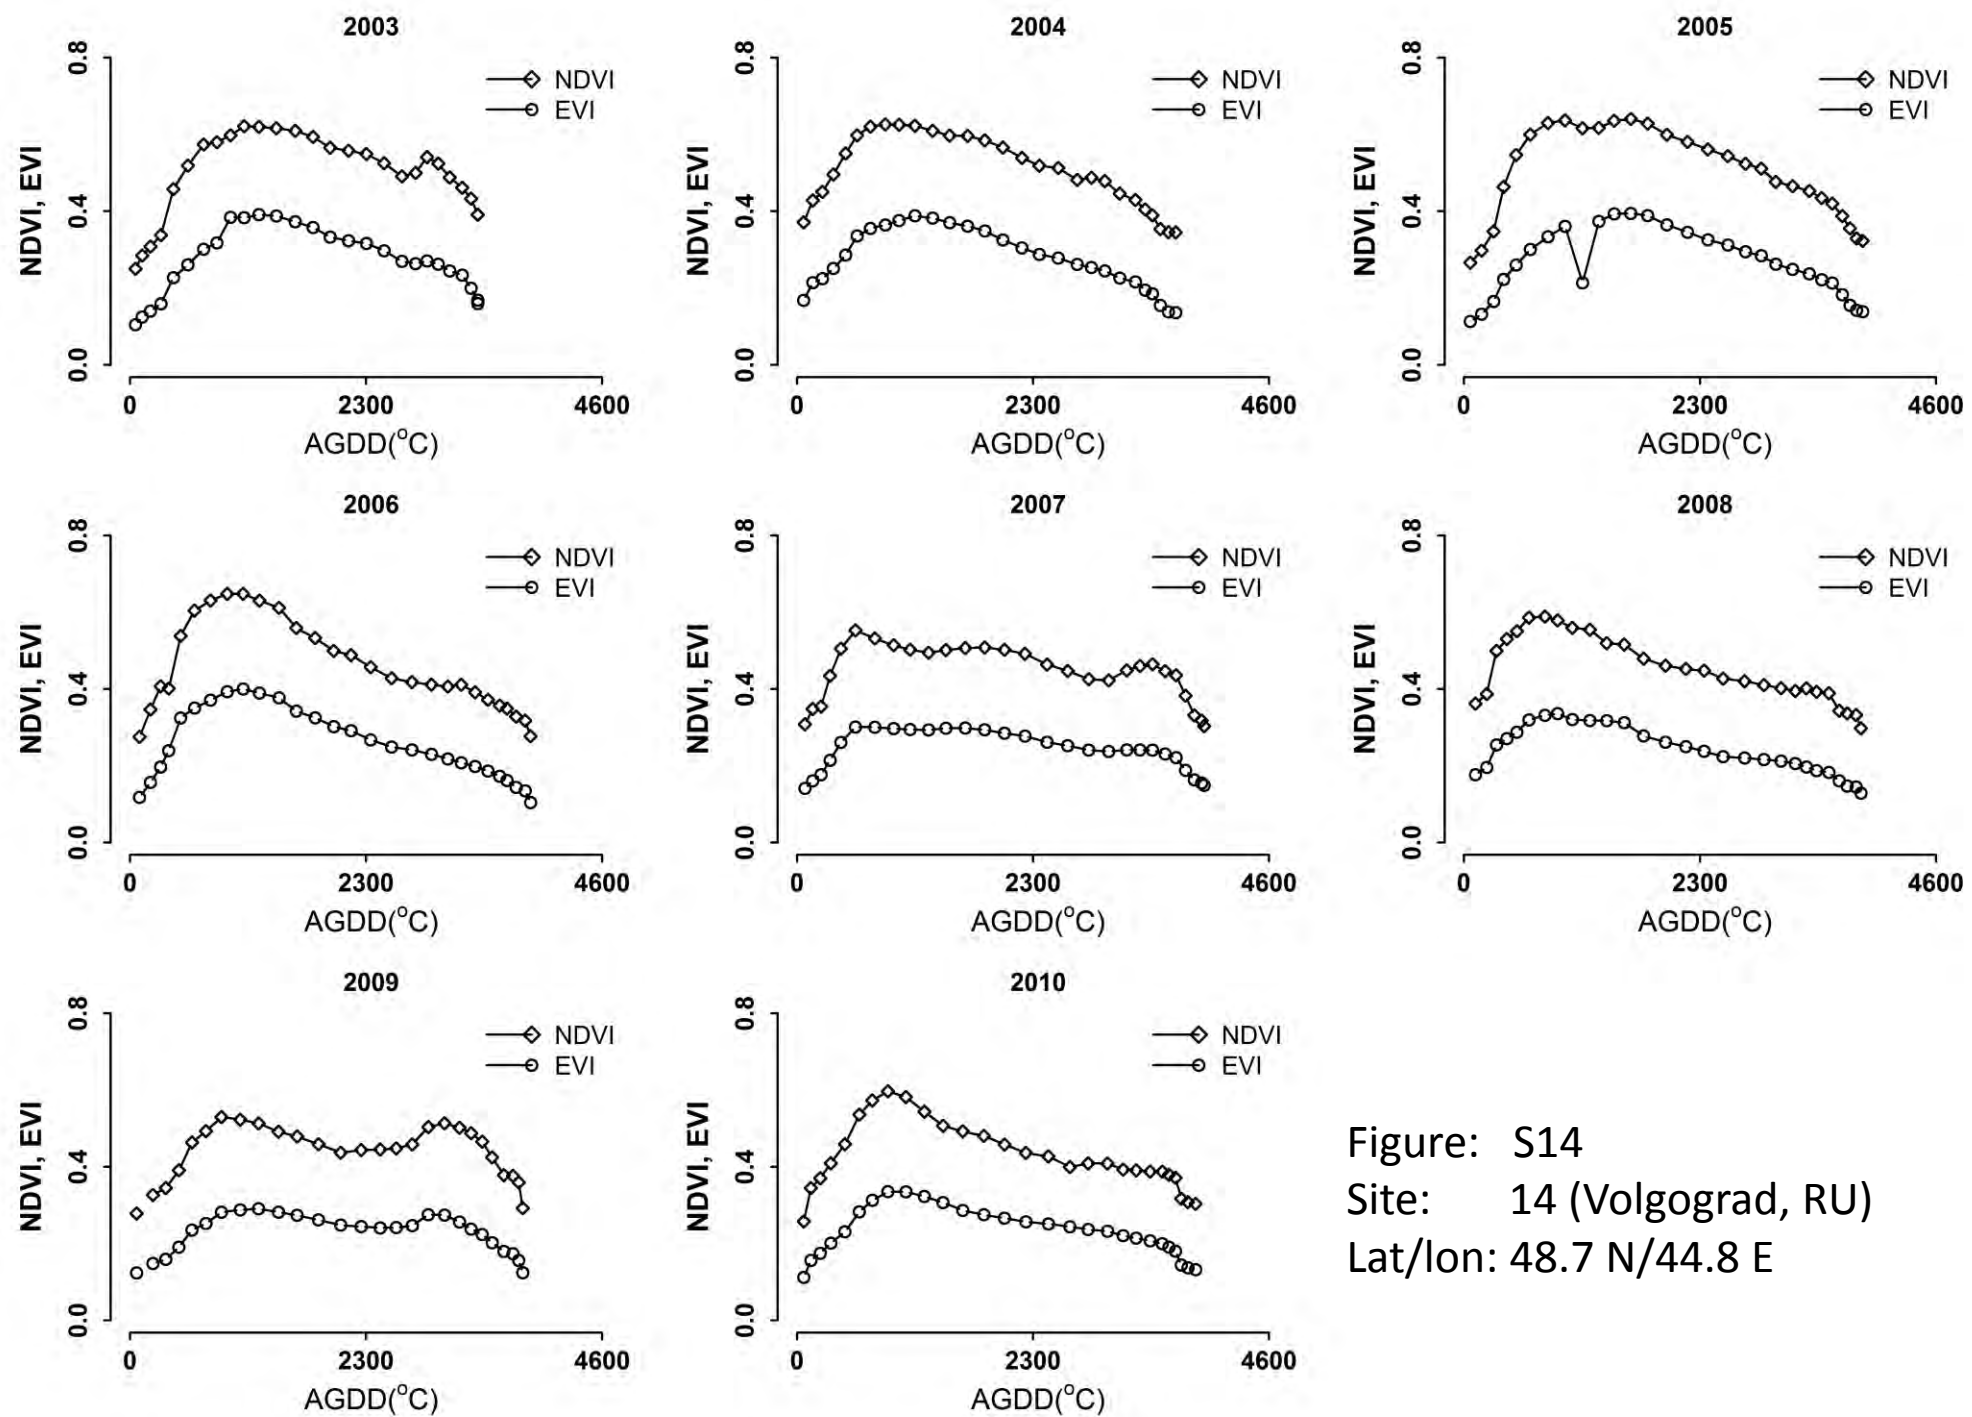 2003
0.8
0.4
0.0
NDVI, EVI
NDVI
EVI
0 2300 4600
AGDD(°C)
2004
0.8
0.4
0.0
NDVI, EVI
NDVI
EVI
0 2300 4600
AGDD(°C)
2005
0.8
0.4
0.0
NDVI, EVI
NDVI
EVI
0 2300 4600
AGDD(°C)
2006
0.8
0.4
0.0
NDVI, EVI
NDVI
EVI
0 2300 4600
AGDD(°C)
2007
0.8
0.4
0.0
NDVI, EVI
NDVI
EVI
0 2300 4600
AGDD(°C)
2008
0.8
0.4
0.0
NDVI, EVI
NDVI
EVI
0 2300 4600
AGDD(°C)
2009
0.8
0.4
0.0
NDVI, EVI
NDVI
EVI
0 2300 4600
AGDD(°C)
2010
0.8
0.4
0.0
NDVI, EVI
NDVI
EVI
0 2300 4600
AGDD(°C)
Figure: S14
Site: 14 (Volgograd, RU)
Lat/lon: 48.7 N/44.8 E